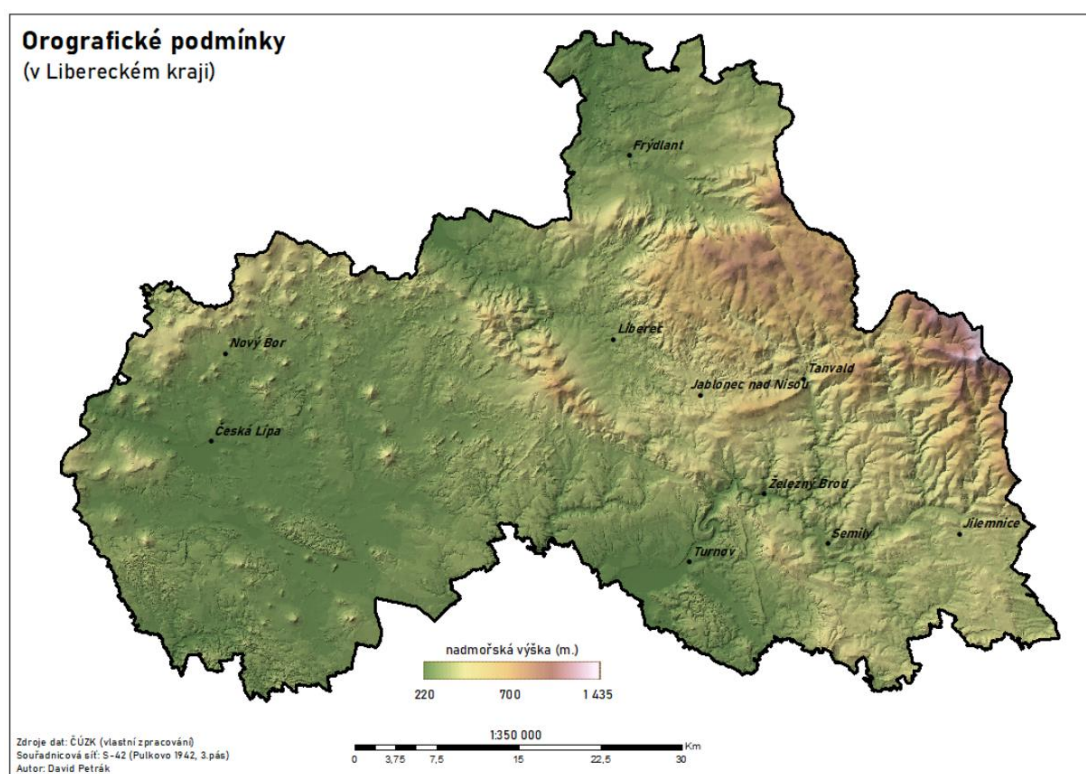 Orografické podmínky
(v Libereckém kraji)
Frýdlant
Liberec
Nový Bor
Tanvald
Jablonec nad Nisou
Česká Lípa
Železný Brod
Semily
Jilemnice
Turnov
nadmořská výška (m.)
220 700 1 435
1:350 000
0 3,75 7,5 15 22,5 30 Km
Zdroje dat: ČÚZK (vlastní zpracování)
Souřadnicová síť: S-42 (Pulkovo 1942, 3.pás)
Autor: David Petrák